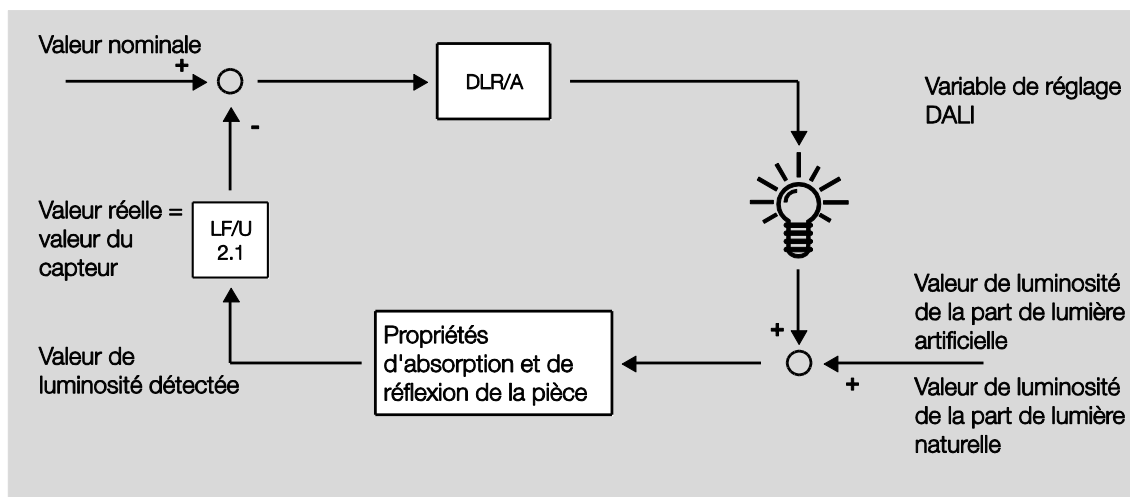 Valeur nominale
+
DLR/A
Variable de réglage
DALI
-
Valeur réelle =
valeur du
capteur
LF/U
2.1
Valeur de luminosité
de la part de lumière
artificielle
+
Propriétés
d'absorption et de
réflexion de la pièce
Valeur de
luminosité détectée
+
Valeur de luminosité
de la part de lumière
naturelle